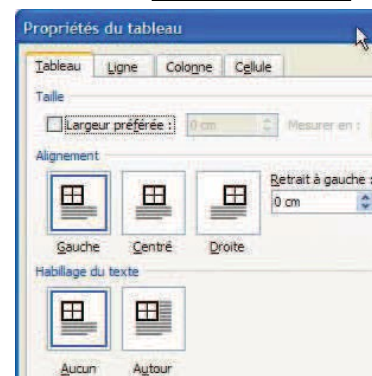 Propriétés du tableau
Tableau Ligne Colonne Cellule
Taille
Largeur préférée : 0 cm Mesurer en :
Alignement
Retrait à gauche :
0 cm
Gauche Centré Droite
Habillage du texte
Aucun Autour